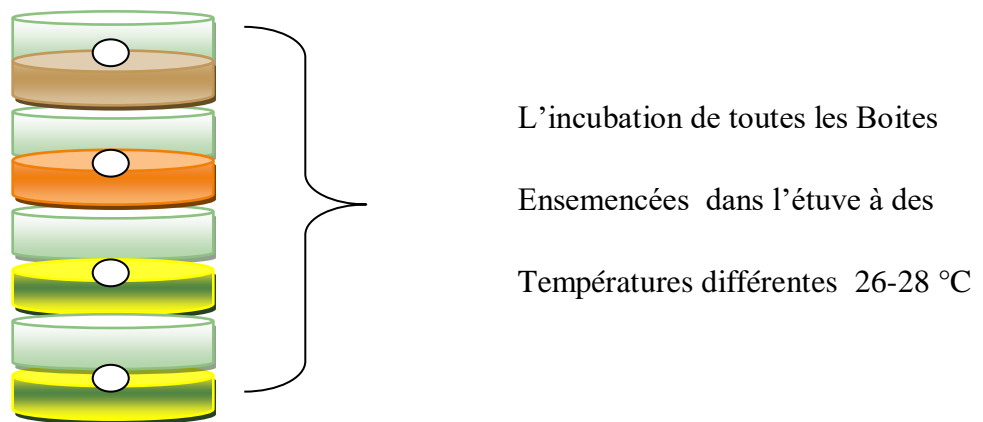 L’incubation de toutes les Boites
Ensemencées dans l’étuve à des
Températures différentes 26-28 °C